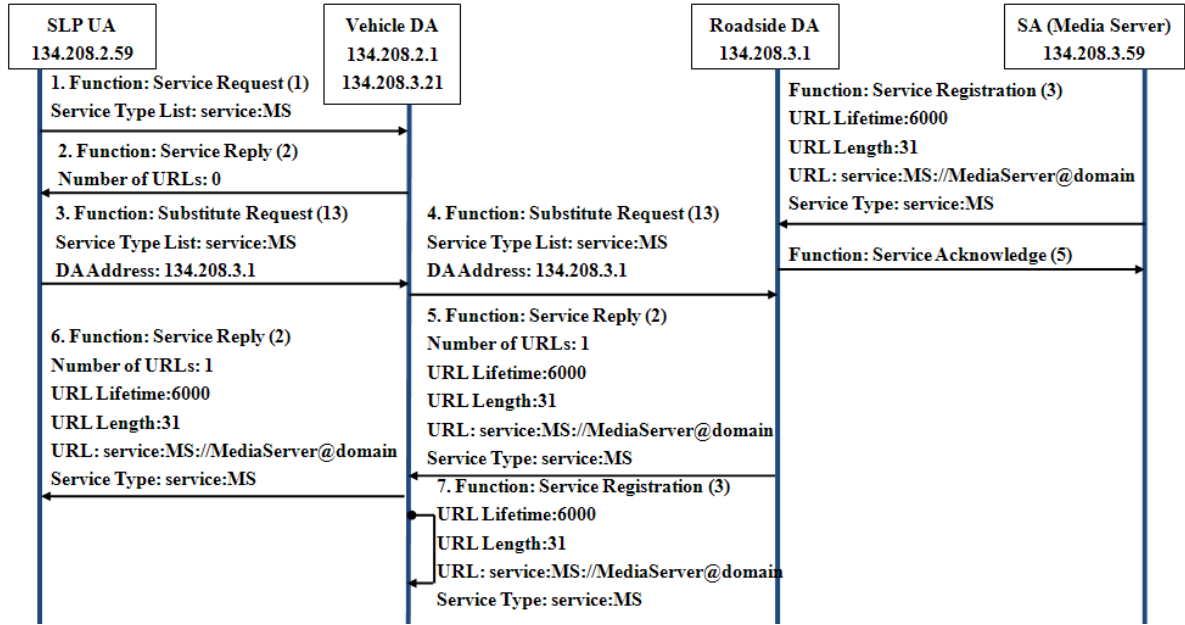 SLP UA
134.208.2.59
Vehicle DA
134.208.2.1
134.208.3.21
Roadside DA
134.208.3.1
SA (Media Server)
134.208.3.59
1. Function: Service Request (1)
Service Type List: service:MS
2. Function: Service Reply (2)
Number of URLs: 0
3. Function: Substitute Request (13)
Service Type List: service:MS
DA Address: 134.208.3.1
4. Function: Substitute Request (13)
Service Type List: service:MS
DA Address: 134.208.3.1
Function: Service Registration (3)
URL Lifetime:6000
URL Length:31
URL: service:MS://MediaServer@domain
Service Type: service:MS
Function: Service Acknowledge (5)
5. Function: Service Reply (2)
Number of URLs: 1
URL Lifetime:6000
URL Length:31
URL: service:MS://MediaServer@domain
Service Type: service:MS
6. Function: Service Reply (2)
Number of URLs: 1
URL Lifetime:6000
URL Length:31
URL: service:MS://MediaServer@domain
Service Type: service:MS
7. Function: Service Registration (3)
URL Lifetime:6000
URL Length:31
URL: service:MS://MediaServer@domain
Service Type: service:MS